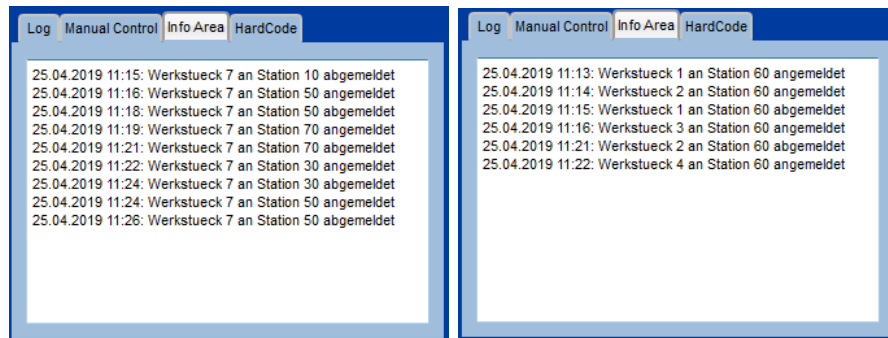 Log Manual Control Info Area HardCode
25.04.2019 11:15: Werkstueck 7 an Station 10 abgemeldet
25.04.2019 11:16: Werkstueck 7 an Station 50 angemeldet
25.04.2019 11:18: Werkstueck 7 an Station 50 abgemeldet
25.04.2019 11:19: Werkstueck 7 an Station 70 angemeldet
25.04.2019 11:21: Werkstueck 7 an Station 70 abgemeldet
25.04.2019 11:22: Werkstueck 7 an Station 30 angemeldet
25.04.2019 11:24: Werkstueck 7 an Station 30 abgemeldet
25.04.2019 11:24: Werkstueck 7 an Station 50 angemeldet
25.04.2019 11:26: Werkstueck 7 an Station 50 abgemeldet
Log Manual Control Info Area HardCode
25.04.2019 11:13: Werkstueck 1 an Station 60 angemeldet
25.04.2019 11:14: Werkstueck 2 an Station 60 angemeldet
25.04.2019 11:15: Werkstueck 1 an Station 60 abgemeldet
25.04.2019 11:16: Werkstueck 3 an Station 60 angemeldet
25.04.2019 11:21: Werkstueck 2 an Station 60 abgemeldet
25.04.2019 11:22: Werkstueck 4 an Station 60 angemeldet